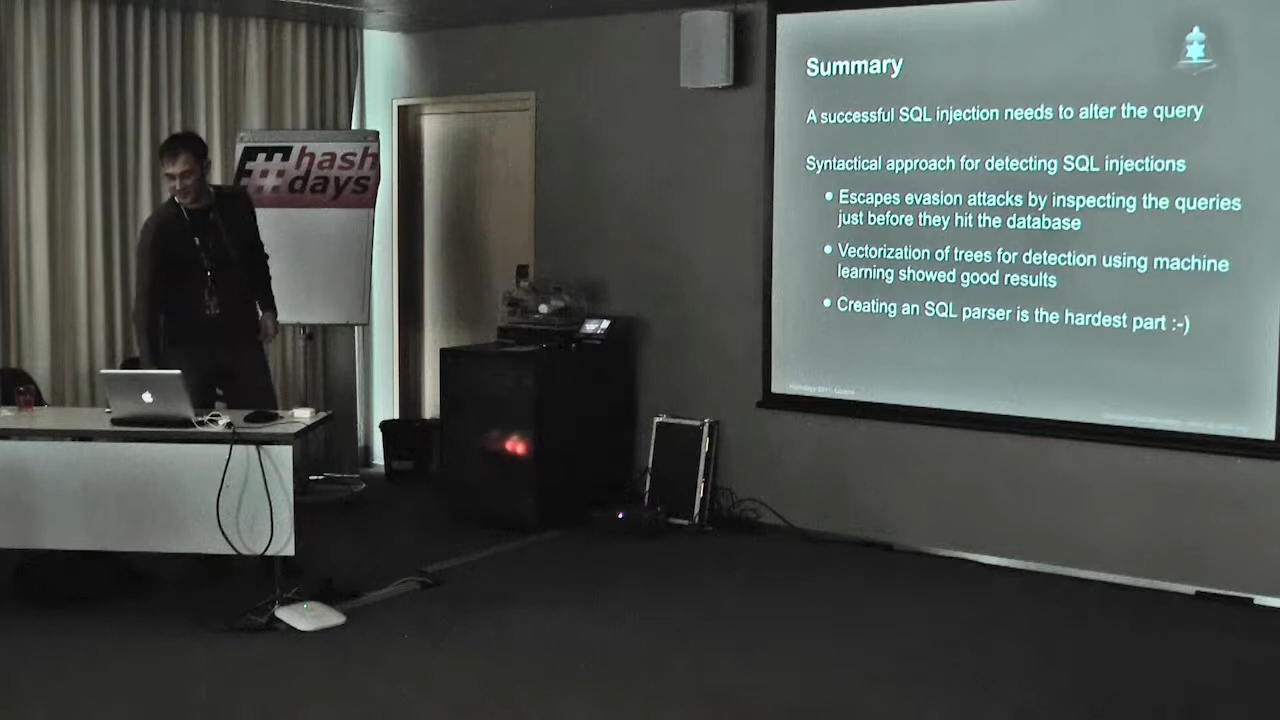 #hash
days
Summary
A successful SQL injection needs to alter the query
Syntactical approach for detecting SQL injections
• Escapes evasion attacks by inspecting the queries
just before they hit the database
• Vectorization of trees for detection using machine
learning showed good results
• Creating an SQL parser is the hardest part :-)